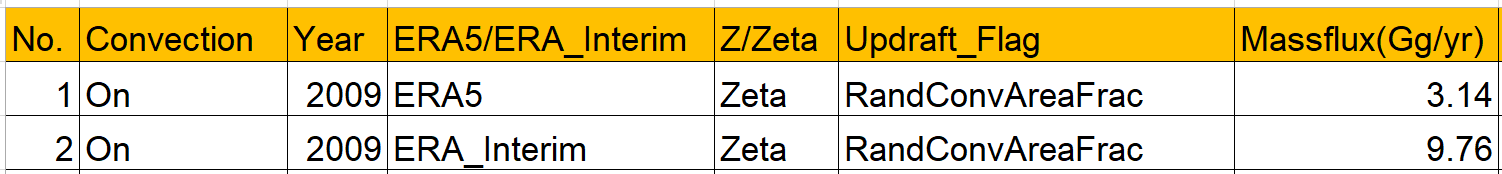 No. Convection Year ERA5/ERA_Interim Z/Zeta Updraft_Flag Massflux(Gg/yr)
1 On 2009 ERA5 Zeta RandConvAreaFrac 3.14
2 On 2009 ERA_Interim Zeta RandConvAreaFrac 9.76